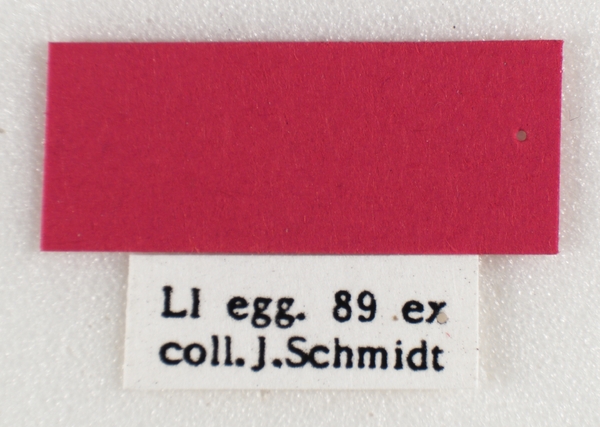 Ll egg. 89 ex
coll. J.Schmidt